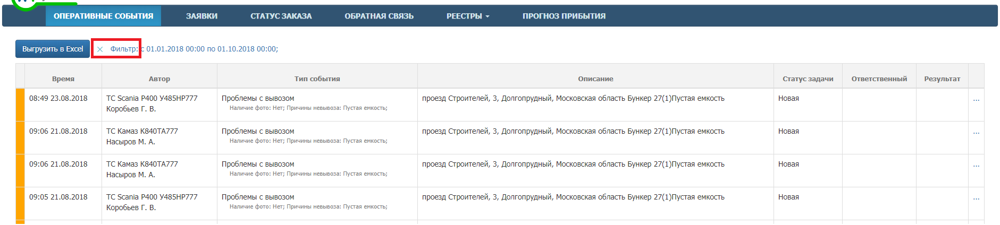 ОПЕРАТИВНЫЕ СОБЫТИЯ ЗАЯВКИ СТАТУС ЗАКАЗА ОБРАТНАЯ СВЯЗЬ РЕЕСТРЫ ПРОГНОЗ ПРИБЫТИЯ
Выгрузить в Excel × Фильтр: с 01.01.2018 00:00 по 01.10.2018 00:00;
Время Автор Тип события Описание Статус задачи Ответственный Результат
08:49 23.08.2018 ТС Scania P400 У485НР777 Проблемы с вывозом проезд Строителей, 3, Долгопрудный, Московская область Бункер 27(1)Пустая емкость Новая ...
Коробьев Г. В. Наличие фото: Нет; Причины невывоза: Пустая емкость;
09:06 21.08.2018 ТС Камаз К840ТА777 Проблемы с вывозом проезд Строителей, 3, Долгопрудный, Московская область Бункер 27(1)Пустая емкость Новая ...
Насыров М. А. Наличие фото: Нет; Причины невывоза: Пустая емкость;
09:06 21.08.2018 ТС Камаз К840ТА777 Проблемы с вывозом проезд Строителей, 3, Долгопрудный, Московская область Бункер 27(1)Пустая емкость Новая ...
Насыров М. А. Наличие фото: Нет; Причины невывоза: Пустая емкость;
09:05 21.08.2018 ТС Scania P400 У485НР777 Проблемы с вывозом проезд Строителей, 3, Долгопрудный, Московская область Бункер 27(1)Пустая емкость Новая ...
Коробьев Г. В. Наличие фото: Нет; Причины невывоза: Пустая емкость;